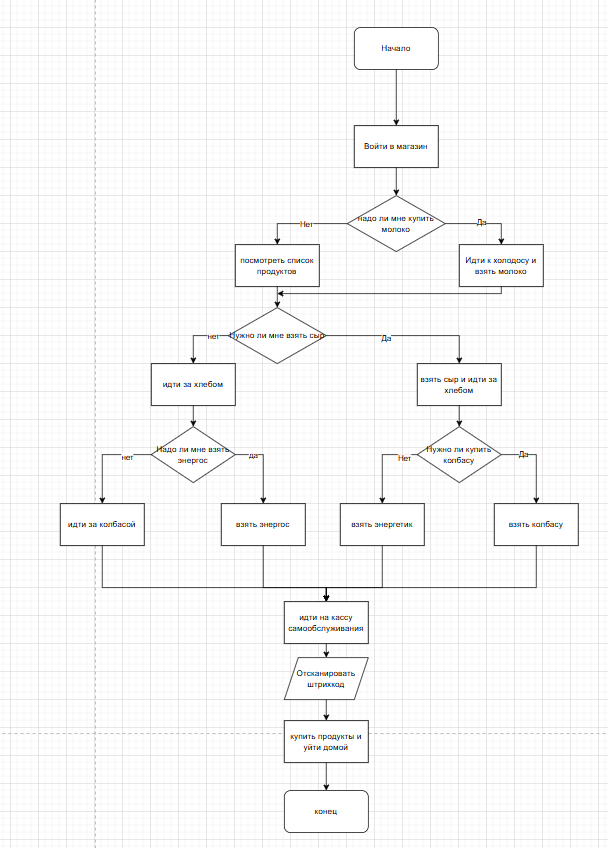 Начало
Войти в магазин
надо ли мне купить
молоко
Нет
Да
посмотреть список
продуктов
Идти к холодосу и
взять молоко
Нужно ли мне взять сыр
нет
Да
идти за хлебом
взять сыр и идти за
хлебом
Надо ли мне взять
энергос
нет
да
Нужно ли купить
колбасу
Нет
Да
идти за колбасой
взять энергос
взять энергетик
взять колбасу
идти на кассу
самообслуживания
Отсканировать
штрихкод
купить продукты и
уйти домой
конец